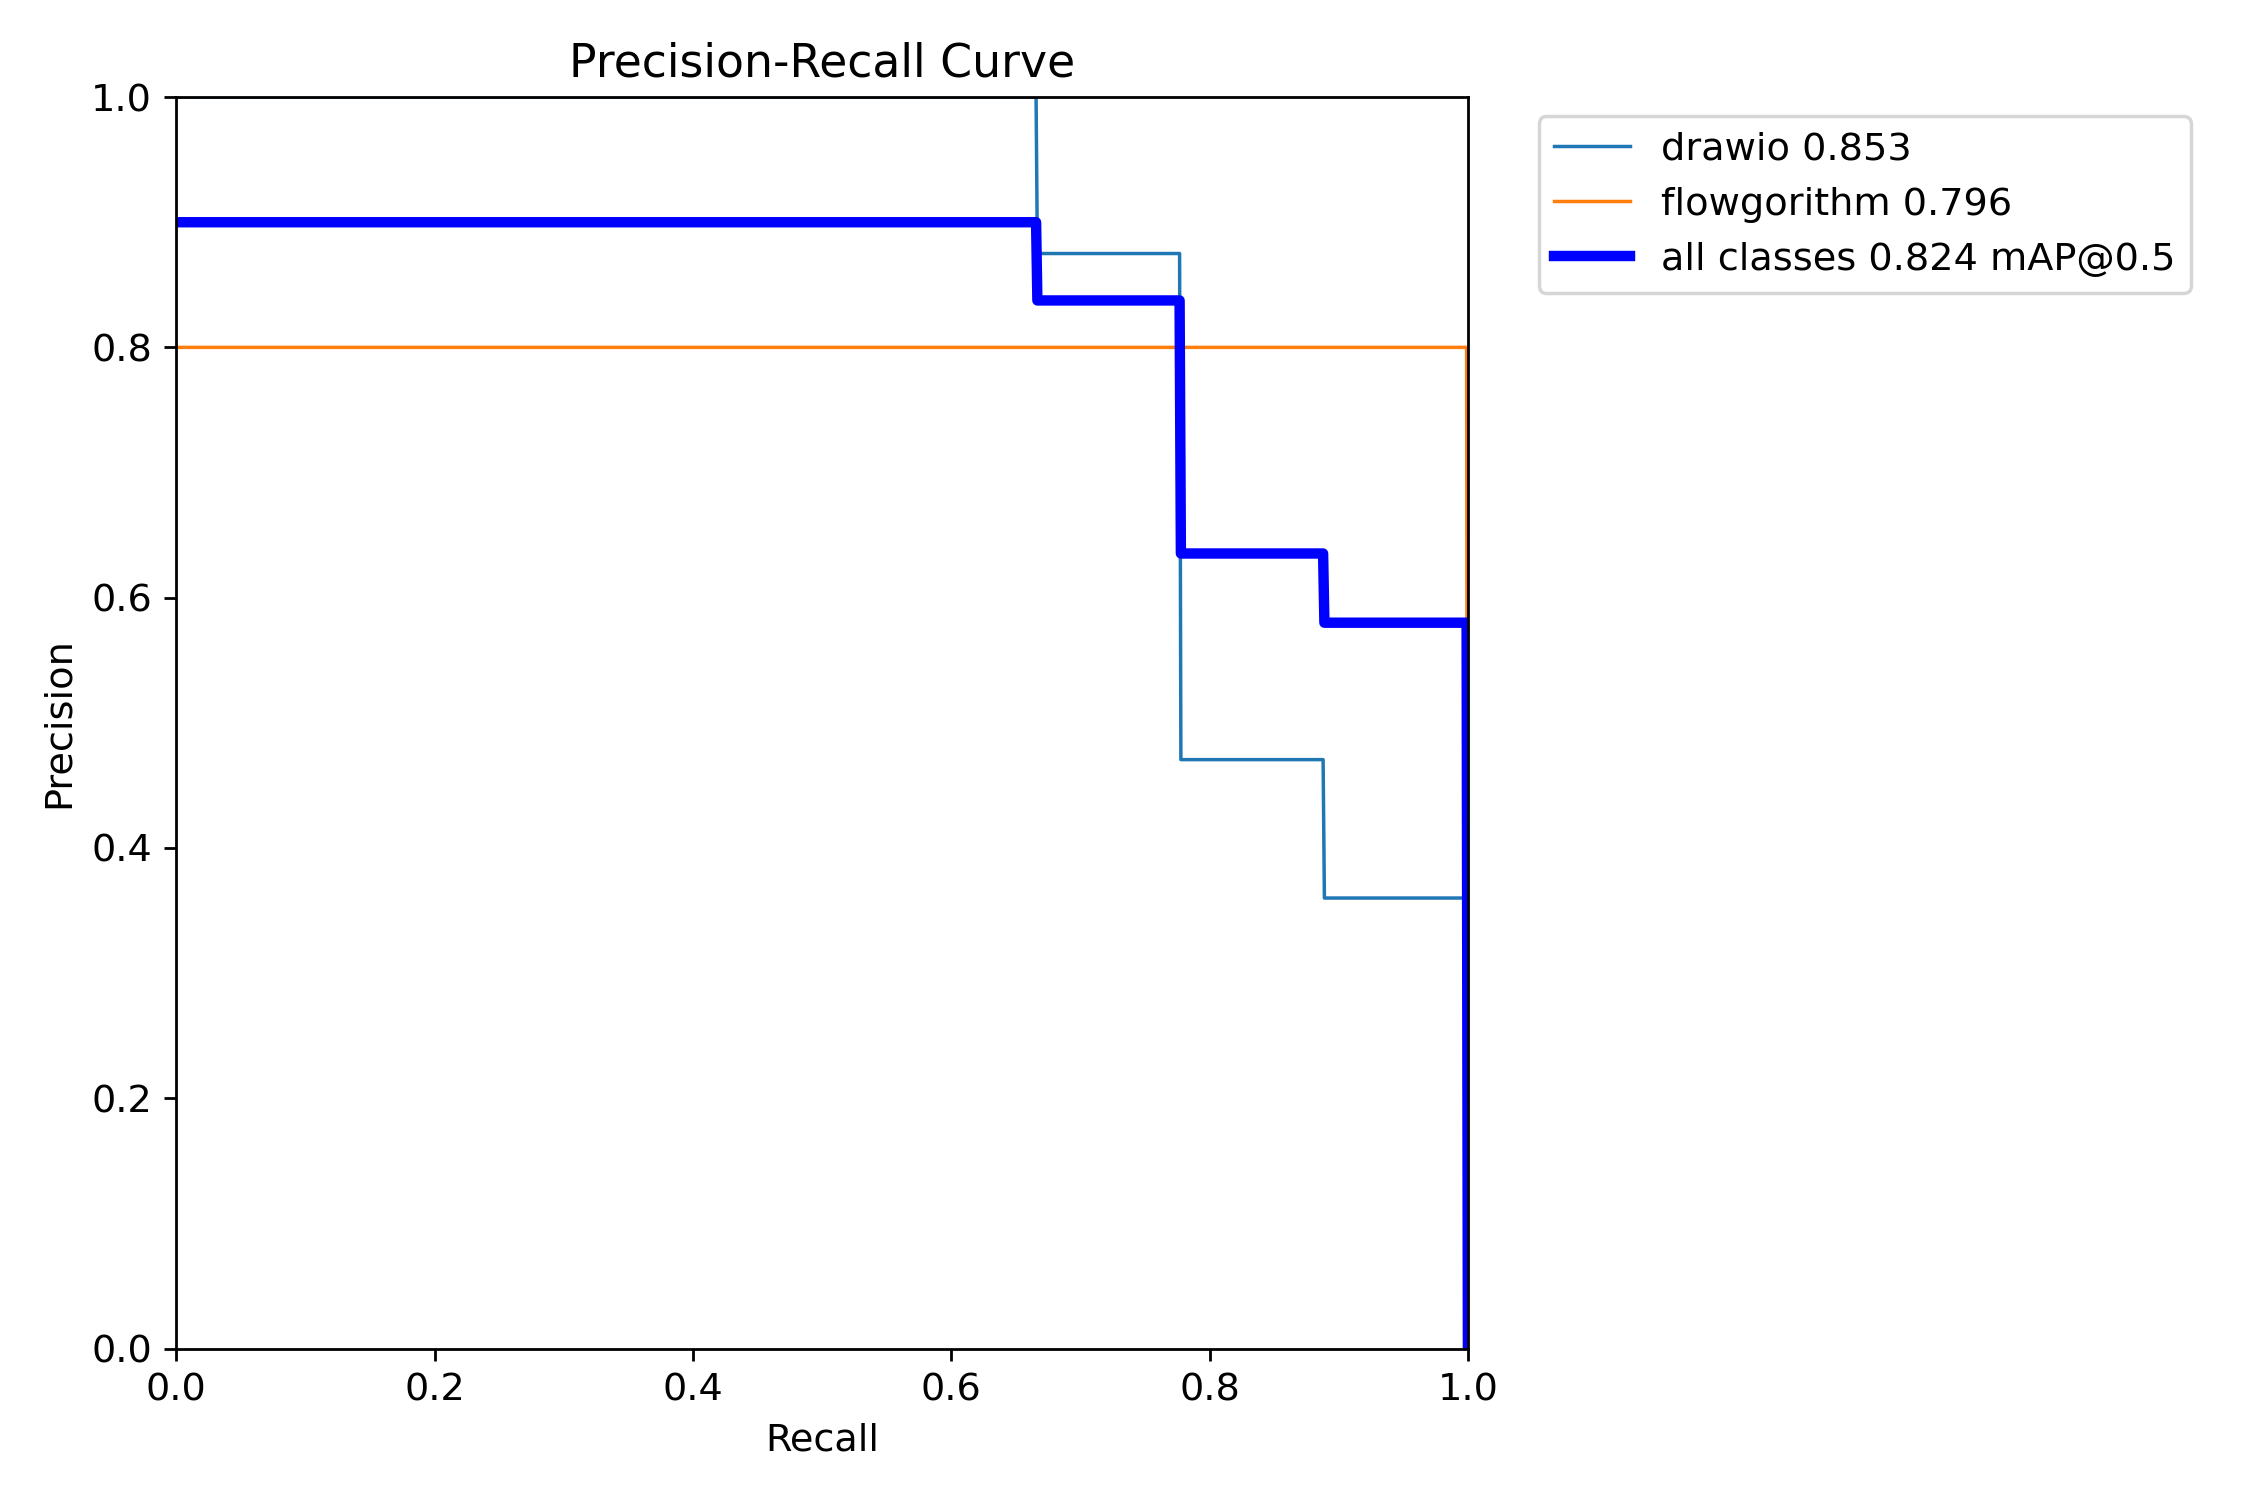 Precision-Recall Curve
1.0
0.8
0.6
0.4
0.2
0.0
Precision
0.0 0.2 0.4 0.6 0.8 1.0
Recall
drawio 0.853
flowgorithm 0.796
all classes 0.824 mAP@0.5